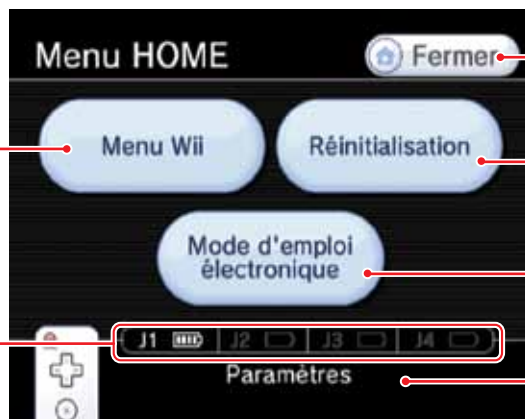 Menu HOME
Fermer
Menu Wii
Réinitialisation
Mode d'emploi
électronique
J1 J2 J3 J4
Paramètres